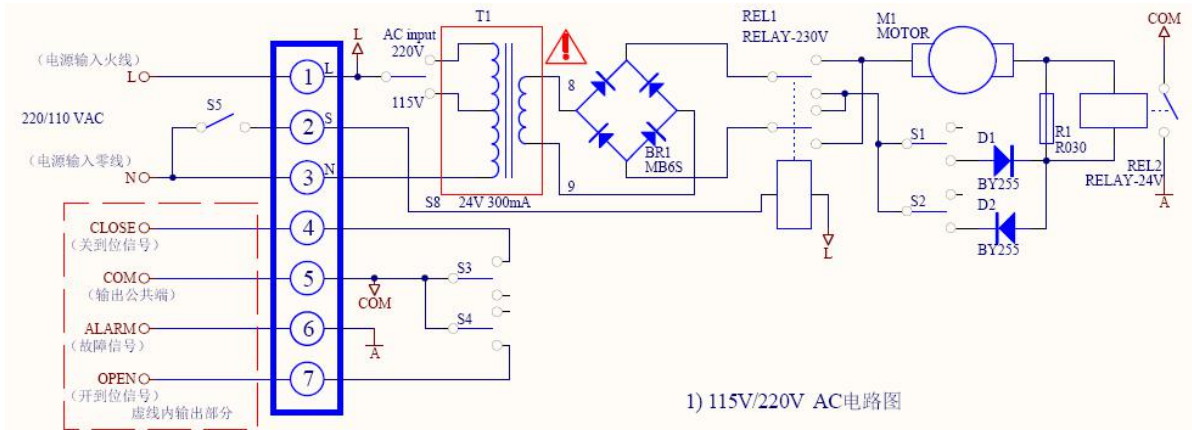 T1
REL1
RELAY-230V
M1
MOTOR
COM
(电源输入火线)
L
1
L
L
AC input
220V
115V
8
9
24V 300mA
BR1
MB6S
220/110 VAC
S5
2
S
(电源输入零线)
N
3
N
S8
L
S1
D1
BY255
S2
D2
BY255
R1
R030
REL2
RELAY-24V
A
CLOSE
(关到位信号)
4
COM
(输出公共端)
5
COM
S3
ALARM
(故障信号)
6
A
S4
OPEN
(开到位信号)
7
虚线内输出部分
1) 115V/220V AC电路图